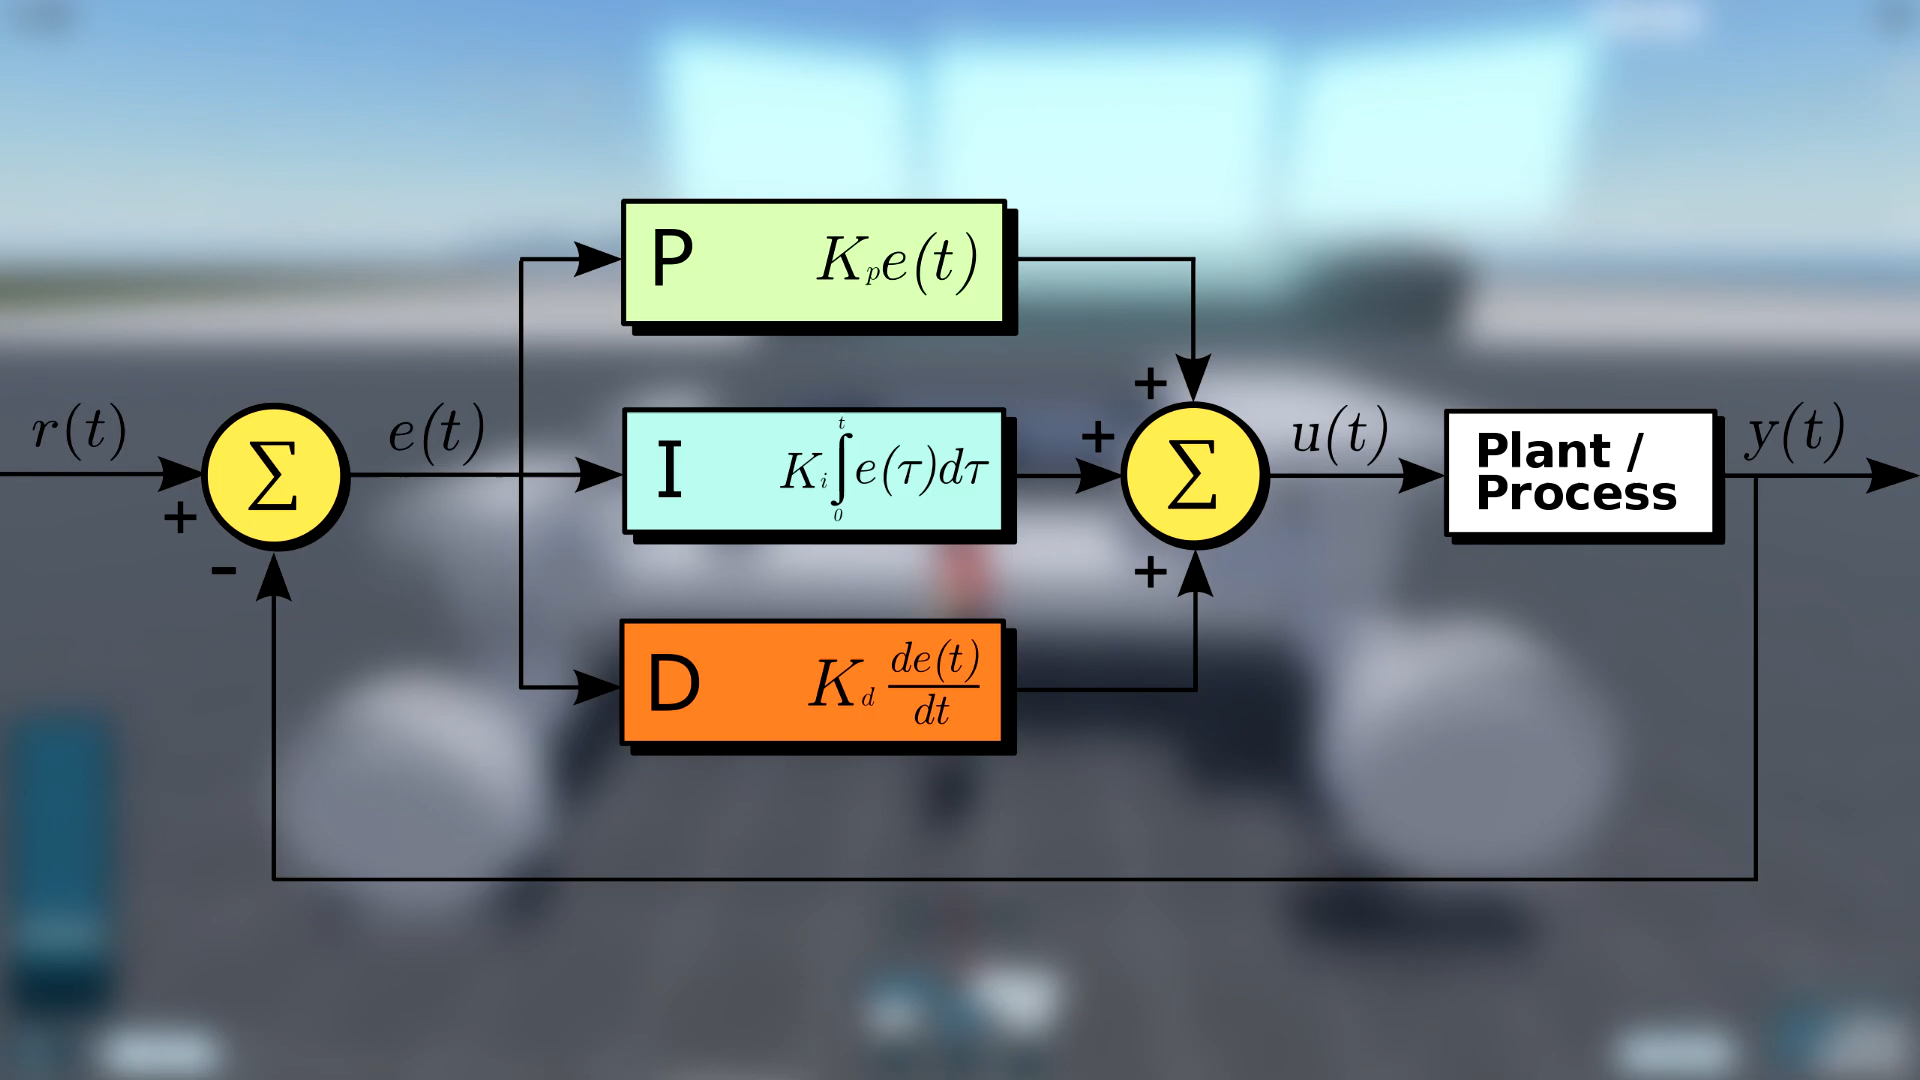 P K_p e(t)
r(t)
+
-
Σ
e(t)
I K_i ∫_0^t e(τ)dτ
D K_d de(t)/dt
+
+
+
Σ
u(t)
Plant /
Process
y(t)